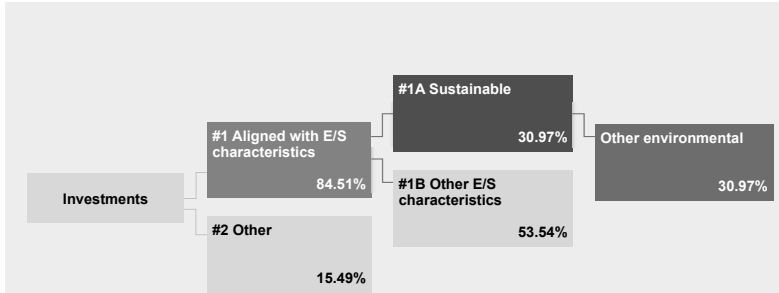 Investments
#1 Aligned with E/S
characteristics
84.51%
#2 Other
15.49%
#1A Sustainable
30.97%
#1B Other E/S
characteristics
53.54%
Other environmental
30.97%